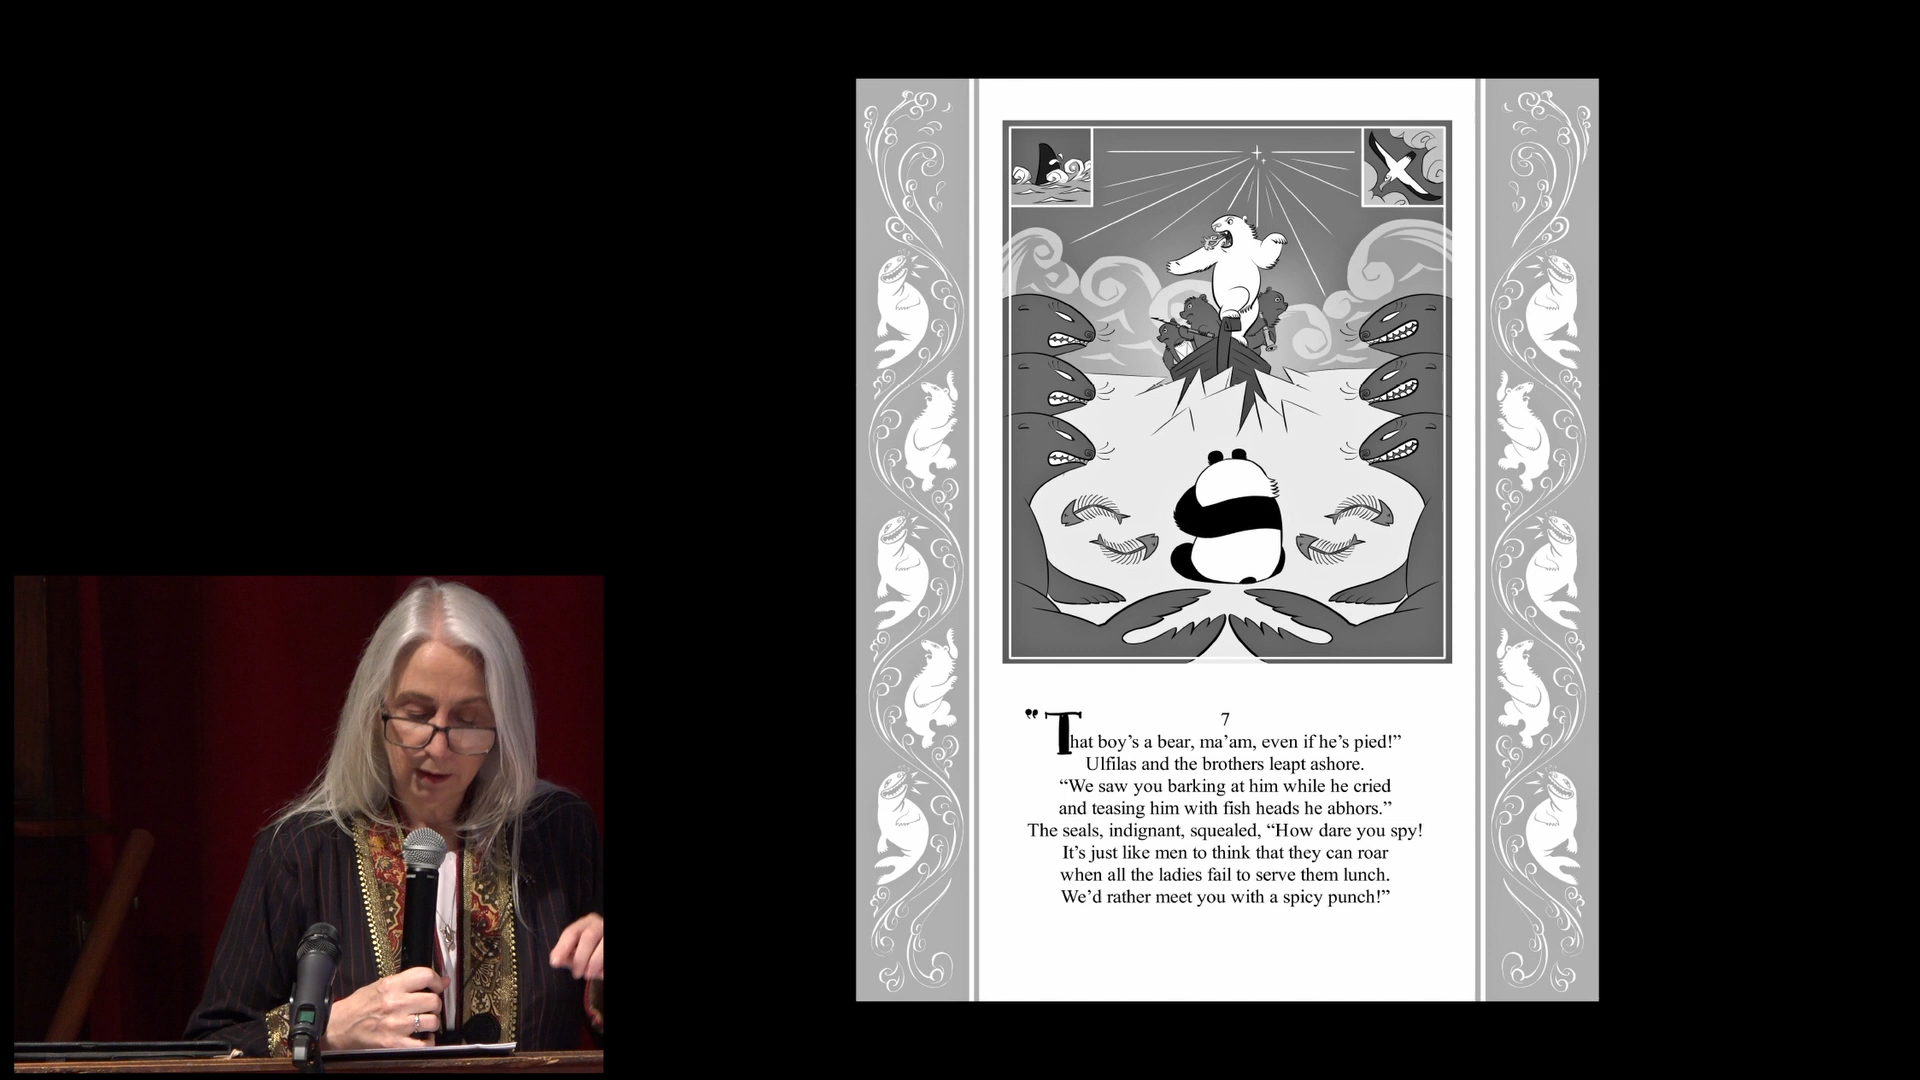 7
“That boy’s a bear, ma’am, even if he’s pied!”
Ulfilas and the brothers leapt ashore.
“We saw you barking at him while he cried
and teasing him with fish heads he abhors.”
The seals, indignant, squealed, “How dare you spy!
It’s just like men to think that they can roar
when all the ladies fail to serve them lunch.
We’d rather meet you with a spicy punch!”